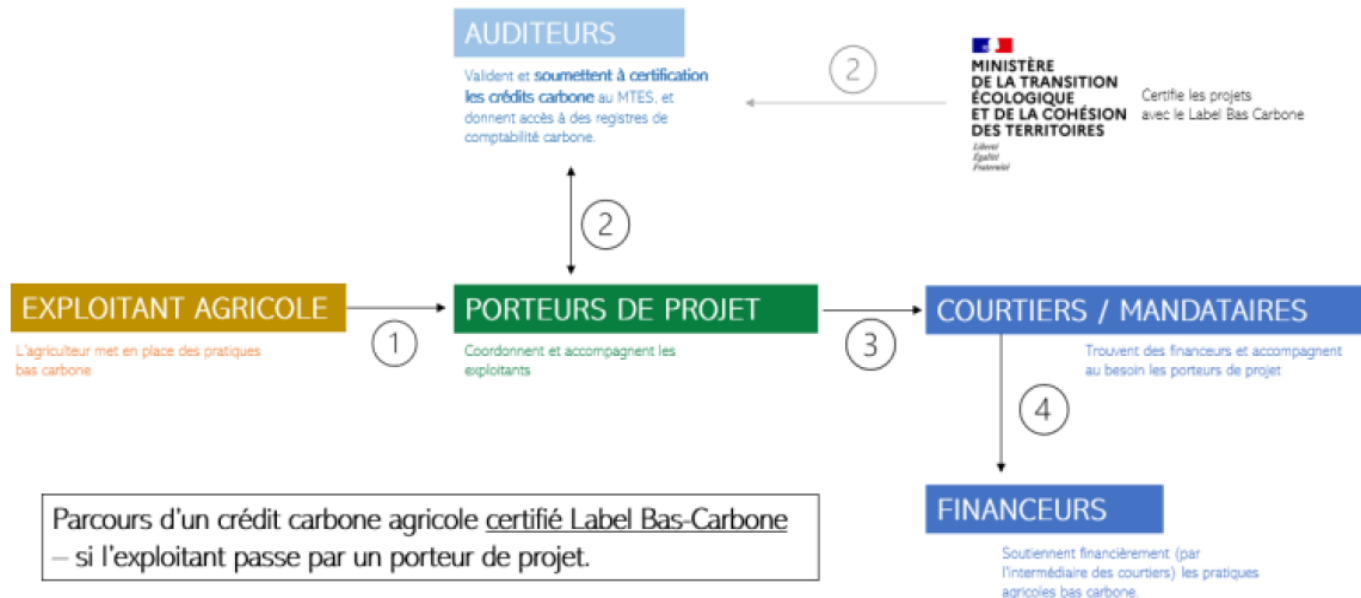 AUDITEURS
Valident et soumettent à certification
les crédits carbone au MTES, et
donnent accès à des registres de
comptabilité carbone.
2
MINISTÈRE
DE LA TRANSITION
ÉCOLOGIQUE
ET DE LA COHÉSION
DES TERRITOIRES
Liberté
Égalité
Fraternité
Certifie les projets
avec le Label Bas Carbone
2
EXPLOITANT AGRICOLE
L'agriculteur met en place des pratiques
bas carbone
1
PORTEURS DE PROJET
Coordonnent et accompagnent les
exploitants
3
COURTIERS / MANDATAIRES
Trouvent des financeurs et accompagnent
au besoin les porteurs de projet
4
FINANCEURS
Soutiennent financièrement (par
l'intermédiaire des courtiers) les pratiques
agricoles bas carbone.
Parcours d'un crédit carbone agricole certifié Label Bas-Carbone
– si l'exploitant passe par un porteur de projet.